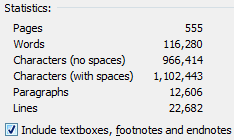 Statistics:
Pages 555
Words 116,280
Characters (no spaces) 966,414
Characters (with spaces) 1,102,443
Paragraphs 12,606
Lines 22,682
Include textboxes, footnotes and endnotes